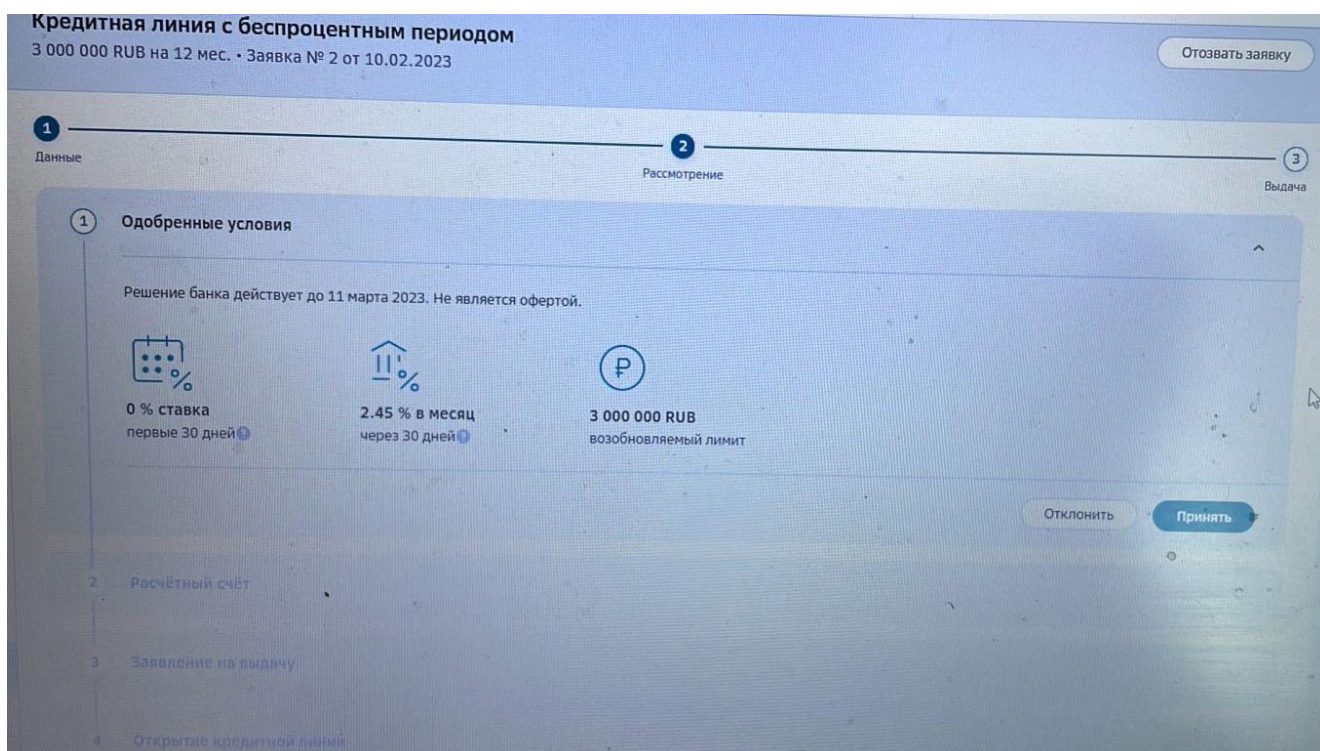 Кредитная линия с беспроцентным периодом
3 000 000 RUB на 12 мес. • Заявка № 2 от 10.02.2023
Отозвать заявку
1
2
3
Данные
Рассмотрение
Выдача
1 Одобренные условия
Решение банка действует до 11 марта 2023. Не является офертой.
0 % ставка
первые 30 дней
2.45 % в месяц
через 30 дней
3 000 000 RUB
возобновляемый лимит
Отклонить
Принять
2 Расчётный счёт
3 Заявление на выдачу
4 Открытие кредитной линии